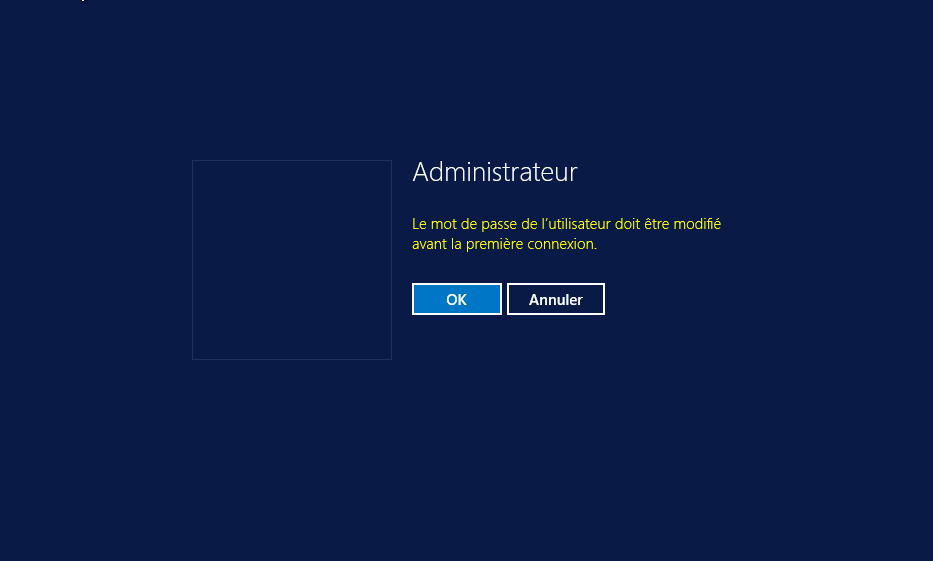 Administrateur
Le mot de passe de l'utilisateur doit être modifié
avant la première connexion.
OK
Annuler